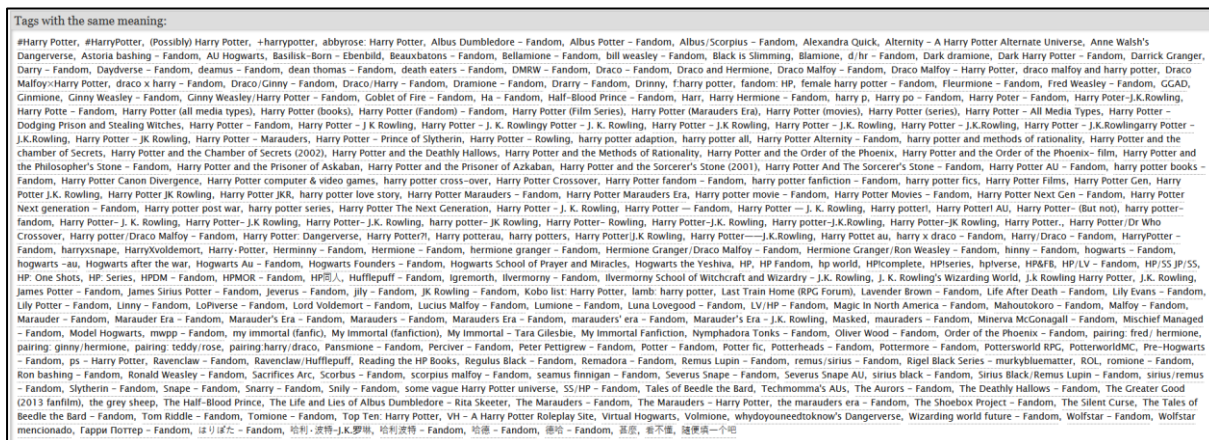 Tags with the same meaning:
#Harry Potter, #HarryPotter, (Possibly) Harry Potter, +harrypotter, abbyrose: Harry Potter, Albus Dumbledore - Fandom, Albus Potter - Fandom, Albus/Scorpius - Fandom, Alexandra Quick, Alternity - A Harry Potter Alternate Universe, Anne Walsh's
Dangerverse, Astoria bashing - Fandom, AU Hogwarts, Basilisk-Born - Ebenbild, Beauxbatons - Fandom, Bellamione - Fandom, bill weasley - Fandom, Black is Slimming, Blamione, d/hr - Fandom, Dark dramione, Dark Harry Potter - Fandom, Darrick Granger,
Darry - Fandom, Daydverse - Fandom, deamus - Fandom, dean thomas - Fandom, death eaters - Fandom, DMRW - Fandom, Draco - Fandom, Draco and Hermione, Draco Malfoy - Fandom, Draco Malfoy - Harry Potter, draco malfoy and harry potter, Draco
Malfoy×Harry Potter, draco x harry - Fandom, Draco/Ginny - Fandom, Draco/Harry - Fandom, Dramione - Fandom, Drarry - Fandom, Drinny, f:harry potter, fandom: HP, female harry potter - Fandom, Fleurmione - Fandom, Fred Weasley - Fandom, GGAD,
Ginmione, Ginny Weasley - Fandom, Ginny Weasley/Harry Potter - Fandom, Goblet of Fire - Fandom, Ha - Fandom, Half-Blood Prince - Fandom, Harr, Harry Hermione - Fandom, harry p, Harry po - Fandom, Harry Potter - Fandom, Harry Potter-J.K.Rowling,
Harry Potte - Fandom, Harry Potter (all media types), Harry Potter (books), Harry Potter (Fandom) - Fandom, Harry Potter (Film Series), Harry Potter (Marauders Era), Harry Potter (movies), Harry Potter (series), Harry Potter - All Media Types, Harry Potter -
Dodging Prison and Stealing Witches, Harry Potter - Fandom, Harry Potter - J K Rowling, Harry Potter - J. K. Rowlingy Potter - J. K. Rowling, Harry Potter - J.K Rowling, Harry Potter - J.K. Rowling, Harry Potter - J.K.Rowling, Harry Potter - J.K.Rowlingarry Potter -
J.K.Rowling, Harry Potter - JK Rowling, Harry Potter - Marauders, Harry Potter - Prince of Slytherin, Harry Potter - Rowling, harry potter adaption, harry potter all, Harry Potter Alternity - Fandom, harry potter and methods of rationality, Harry Potter and the
chamber of Secrets, Harry Potter and the Chamber of Secrets (2002), Harry Potter and the Deathly Hallows, Harry Potter and the Methods of Rationality, Harry Potter and the Order of the Phoenix, Harry Potter and the Order of the Phoenix- film, Harry Potter and
the Philosopher's Stone - Fandom, Harry Potter and the Prisoner of Askaban, Harry Potter and the Prisoner of Azkaban, Harry Potter and the Sorcerer's Stone (2001), Harry Potter And The Sorcerer's Stone - Fandom, Harry Potter AU - Fandom, harry potter books -
Fandom, Harry Potter Canon Divergence, Harry Potter computer & video games, harry potter cross-over, Harry Potter Crossover, Harry Potter fandom - Fandom, harry potter fanfiction - Fandom, harry potter fics, Harry Potter Films, Harry Potter Gen, Harry
Potter J.K. Rowling, Harry Potter JK Rowling, Harry Potter JKR, harry potter love story, Harry Potter Marauders - Fandom, Harry Potter Marauders Era, Harry potter movie - Fandom, Harry Potter Movies - Fandom, Harry Potter Next Gen - Fandom, Harry Potter
Next generation - Fandom, Harry potter post war, harry potter series, Harry Potter The Next Generation, Harry Potter - J. K. Rowling, Harry Potter — Fandom, Harry Potter — J. K. Rowling, Harry potter!, Harry Potter! AU, Harry Potter- (But not), harry potter-
fandom, Harry Potter- J. K. Rowling, Harry Potter- J.K Rowling, Harry Potter- J.K. Rowling, harry potter- JK Rowling, Harry Potter- Rowling, Harry Potter-J.K. Rowling, harry potter-J.K.Rowling, Harry Potter-JK Rowling, Harry Potter., Harry Potter/Dr Who
Crossover, Harry potter/Draco Malfoy - Fandom, Harry Potter: Dangerverse, Harry Potter?!, Harry potterau, harry potters, Harry Potter|J.K Rowling, Harry Potter——J.K.Rowling, Harry Potet au, harry x draco - Fandom, Harry/Draco - Fandom, HarryPotter -
Fandom, harryxsnape, HarryXvoldemort, Harry·Potter, Herminny - Fandom, Hermione - Fandom, hermione granger - Fandom, Hermione Granger/Draco Malfoy - Fandom, Hermione Granger/Ron Weasley - Fandom, hinny - Fandom, hogwarts - Fandom,
hogwarts -au, Hogwarts after the war, Hogwarts Au - Fandom, Hogwarts Founders - Fandom, Hogwarts School of Prayer and Miracles, Hogwarts the Yeshiva, HP, HP Fandom, hp world, HP!complete, HP!series, hp!verse, HP&FB, HP/LV - Fandom, HP/SS JP/SS,
HP: One Shots, HP: Series, HPDM - Fandom, HPMOR - Fandom, HP同人, Hufflepuff - Fandom, Igremorth, Ilvermorny - Fandom, Ilvermorny School of Witchcraft and Wizardry - J.K. Rowling, J. K. Rowling's Wizarding World, J.k Rowling Harry Potter, J.K. Rowling,
James Potter - Fandom, James Sirius Potter - Fandom, Jeverus - Fandom, jily - Fandom, JK Rowling - Fandom, Kobo list: Harry Potter, lamb: harry potter, Last Train Home (RPG Forum), Lavender Brown - Fandom, Life After Death - Fandom, Lily Evans - Fandom,
Lily Potter - Fandom, Linny - Fandom, LoPiverse - Fandom, Lord Voldemort - Fandom, Lucius Malfoy - Fandom, Lumione - Fandom, Luna Lovegood - Fandom, LV/HP - Fandom, Magic In North America - Fandom, Mahoutokoro - Fandom, Malfoy - Fandom,
Marauder - Fandom, Marauder Era - Fandom, Marauder's Era - Fandom, Marauders - Fandom, Marauders Era - Fandom, marauders' era - Fandom, Marauder's Era - J.K. Rowling, Masked, mauraders - Fandom, Minerva McGonagall - Fandom, Mischief Managed
- Fandom, Model Hogwarts, mwpp - Fandom, my immortal (fanfic), My Immortal (fanfiction), My Immortal - Tara Gilesbie, My Immortal Fanfiction, Nymphadora Tonks - Fandom, Oliver Wood - Fandom, Order of the Phoenix - Fandom, pairing: fred/ hermione,
pairing: ginny/hermione, pairing: teddy/rose, pairing:harry/draco, Pansmione - Fandom, Perciver - Fandom, Peter Pettigrew - Fandom, Potter - Fandom, Potter fic, Potterheads - Fandom, Pottermore - Fandom, Pottersworld RPG, PotterworldMC, Pre-Hogwarts
- Fandom, ps - Harry Potter, Ravenclaw - Fandom, Ravenclaw/Hufflepuff, Reading the HP Books, Regulus Black - Fandom, Remadora - Fandom, Remus Lupin - Fandom, remus/sirius - Fandom, Rigel Black Series - murkybluematter, ROL, romione - Fandom,
Ron bashing - Fandom, Ronald Weasley - Fandom, Sacrifices Arc, Scorbus - Fandom, scorpius malfoy - Fandom, seamus finnigan - Fandom, Severus Snape - Fandom, Severus Snape AU, sirius black - Fandom, Sirius Black/Remus Lupin - Fandom, sirius/remus
- Fandom, Slytherin - Fandom, Snape - Fandom, Snarry - Fandom, Snily - Fandom, some vague Harry Potter universe, SS/HP - Fandom, Tales of Beedle the Bard, Techmomma's AUs, The Aurors - Fandom, The Deathly Hallows - Fandom, The Greater Good
(2013 fanfilm), the grey sheep, The Half-Blood Prince, The Life and Lies of Albus Dumbledore - Rita Skeeter, The Marauders - Fandom, The Marauders - Harry Potter, the marauders era - Fandom, The Shoebox Project - Fandom, The Silent Curse, The Tales of
Beedle the Bard - Fandom, Tom Riddle - Fandom, Tomione - Fandom, Top Ten: Harry Potter, VH - A Harry Potter Roleplay Site, Virtual Hogwarts, Volmione, whydoyouneedtoknow's Dangerverse, Wizarding world future - Fandom, Wolfstar - Fandom, Wolfstar
mencionado, Гарри Поттер - Fandom, はりぽた - Fandom, 哈利·波特-J.K.罗琳, 哈利波特 - Fandom, 哈德 - Fandom, 德哈 - Fandom, 甚麼, 看不懂, 随便填一个吧